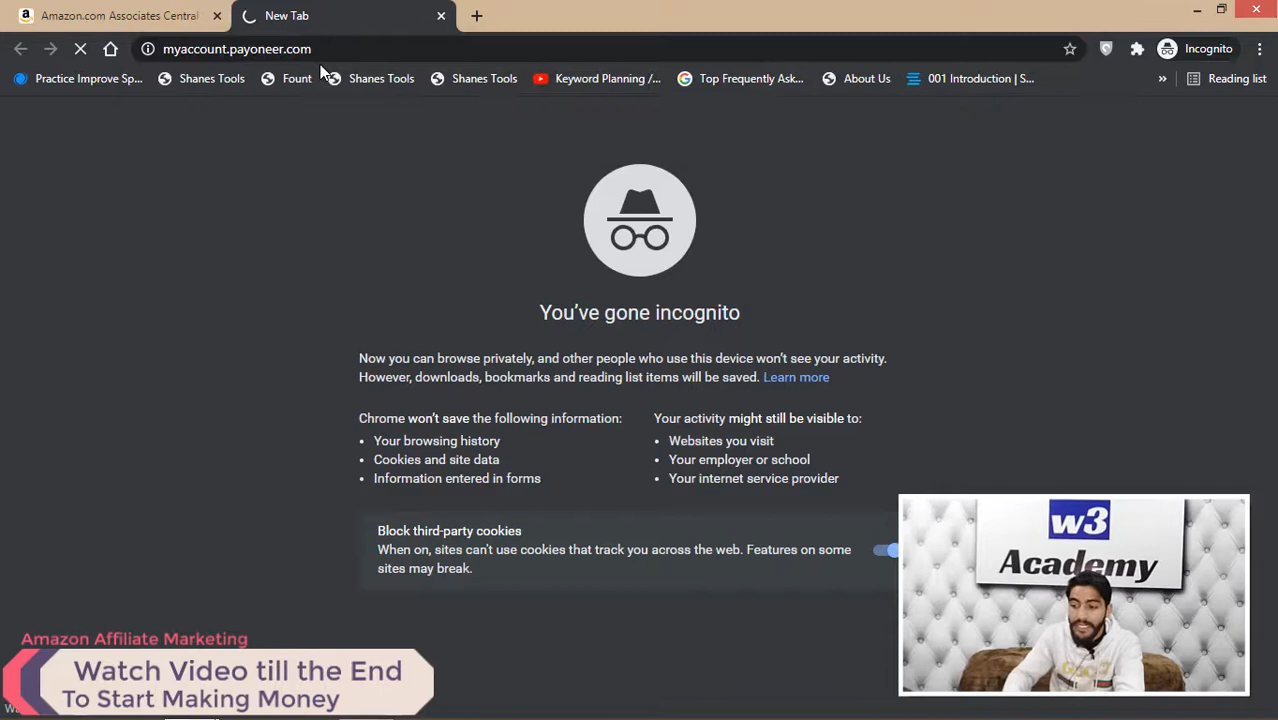 Amazon.com Associates Central
New Tab
myaccount.payoneer.com
Incognito
Practice Improve Sp...
Shanes Tools
Fount
Shanes Tools
Shanes Tools
Keyword Planning /...
Top Frequently Ask...
About Us
001 Introduction | S...
»
Reading list
You've gone incognito
Now you can browse privately, and other people who use this device won't see your activity.
However, downloads, bookmarks and reading list items will be saved. Learn more
Chrome won't save the following information:
• Your browsing history
• Cookies and site data
• Information entered in forms
Your activity might still be visible to:
• Websites you visit
• Your employer or school
• Your internet service provider
Block third-party cookies
When on, sites can't use cookies that track you across the web. Features on some
sites may break.
w3
Academy
Amazon Affiliate Marketing
Watch Video till the End
To Start Making Money